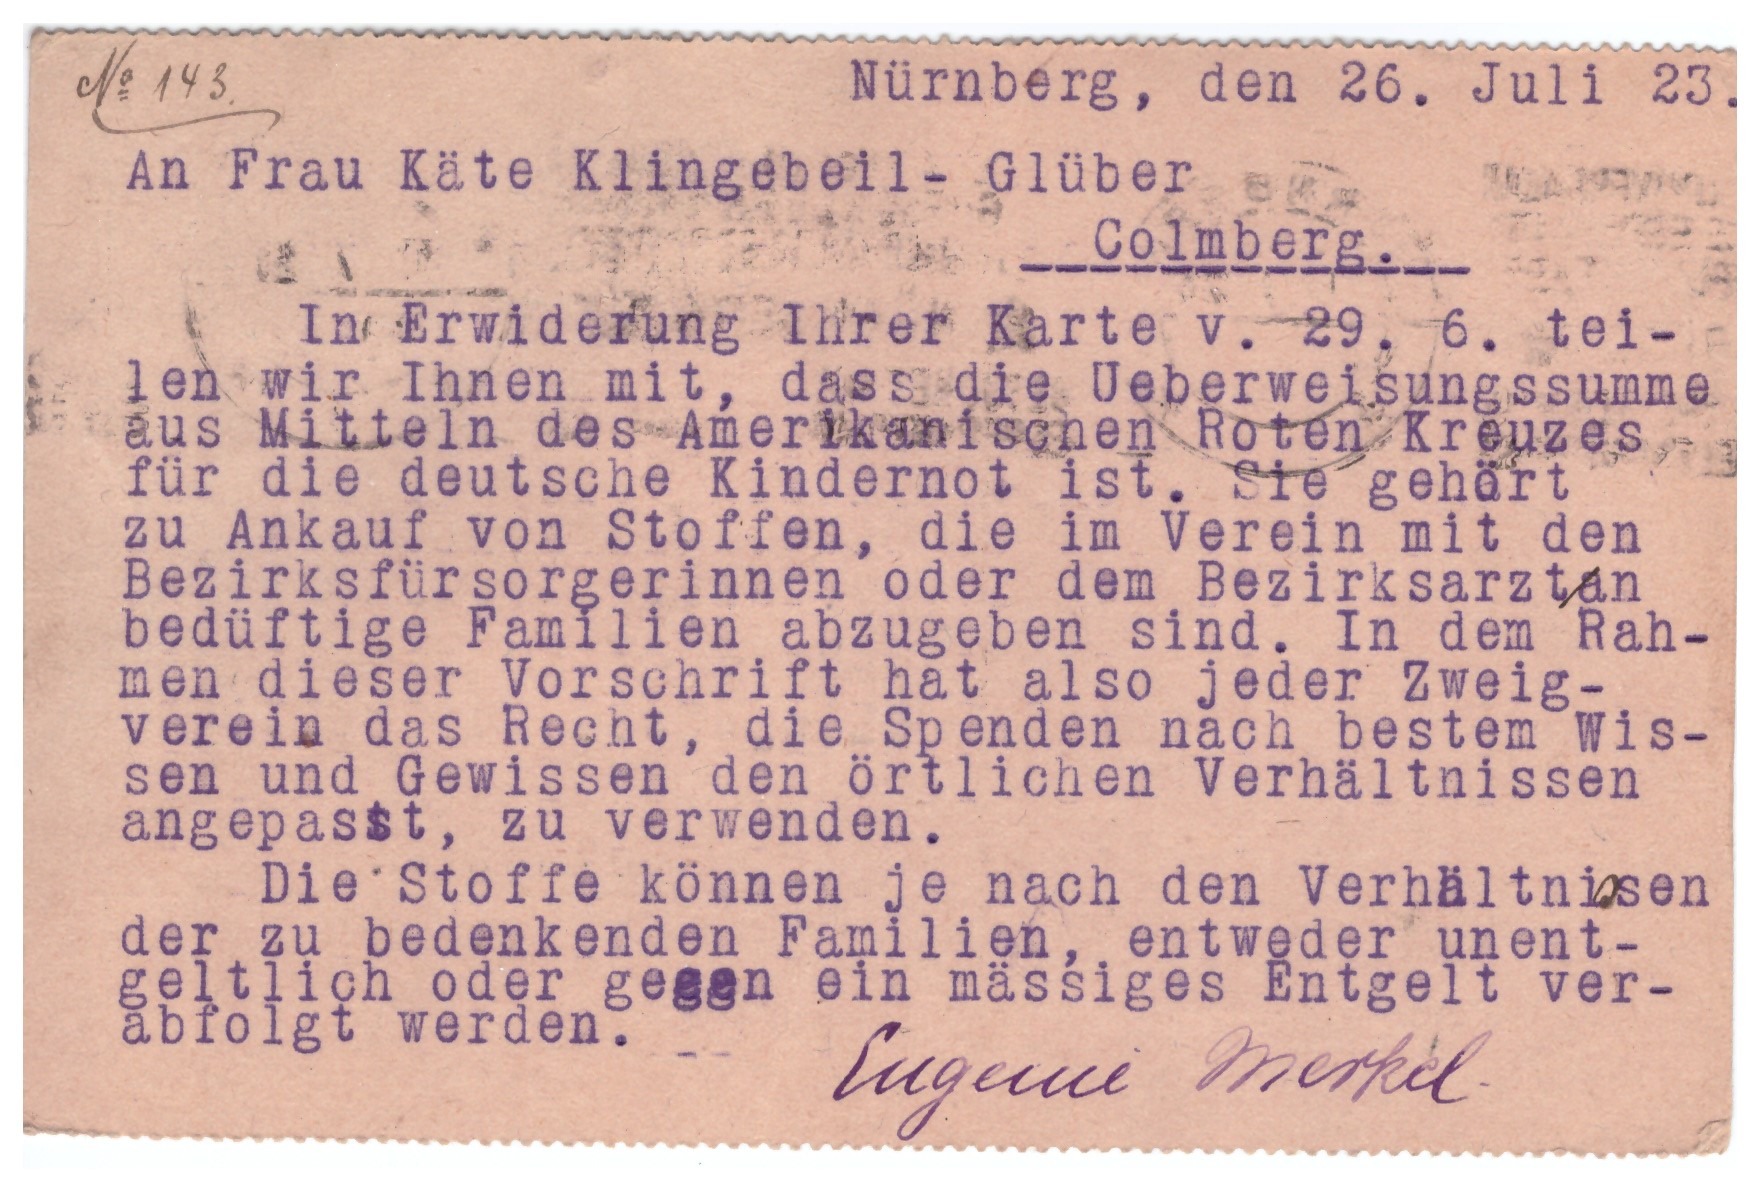 No 143.
Nürnberg, den 26. Juli 23.
An Frau Käte Klingebeil- Glüber
Colmberg.
In Erwiderung Ihrer Karte v. 29. 6. tei-
len wir Ihnen mit, dass die Ueberweisungssumme
aus Mitteln des Amerikanischen Roten Kreuzes
für die deutsche Kindernot ist. Sie gehört
zu Ankauf von Stoffen, die im Verein mit den
Bezirksfürsorgerinnen oder dem Bezirksarzt/an
bedüftige Familien abzugeben sind. In dem Rah-
men dieser Vorschrift hat also jeder Zweig-
verein das Recht, die Spenden nach bestem Wis-
sen und Gewissen den örtlichen Verhältnissen
angepasst, zu verwenden.
Die Stoffe können je nach den Verhältnissen
der zu bedenkenden Familien, entweder unent-
geltlich oder gegen ein mässiges Entgelt ver-
abfolgt werden.
Eugenie Merkel.